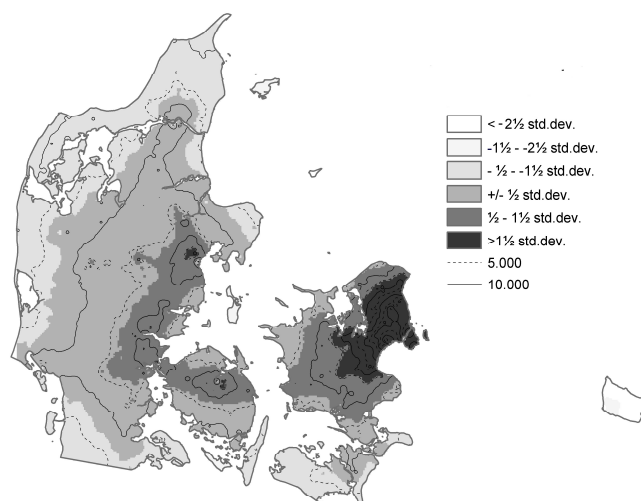 < -2½ std.dev.
-1½ - -2½ std.dev.
- ½ - -1½ std.dev.
+/- ½ std.dev.
½ - 1½ std.dev.
>1½ std.dev.
5.000
10.000